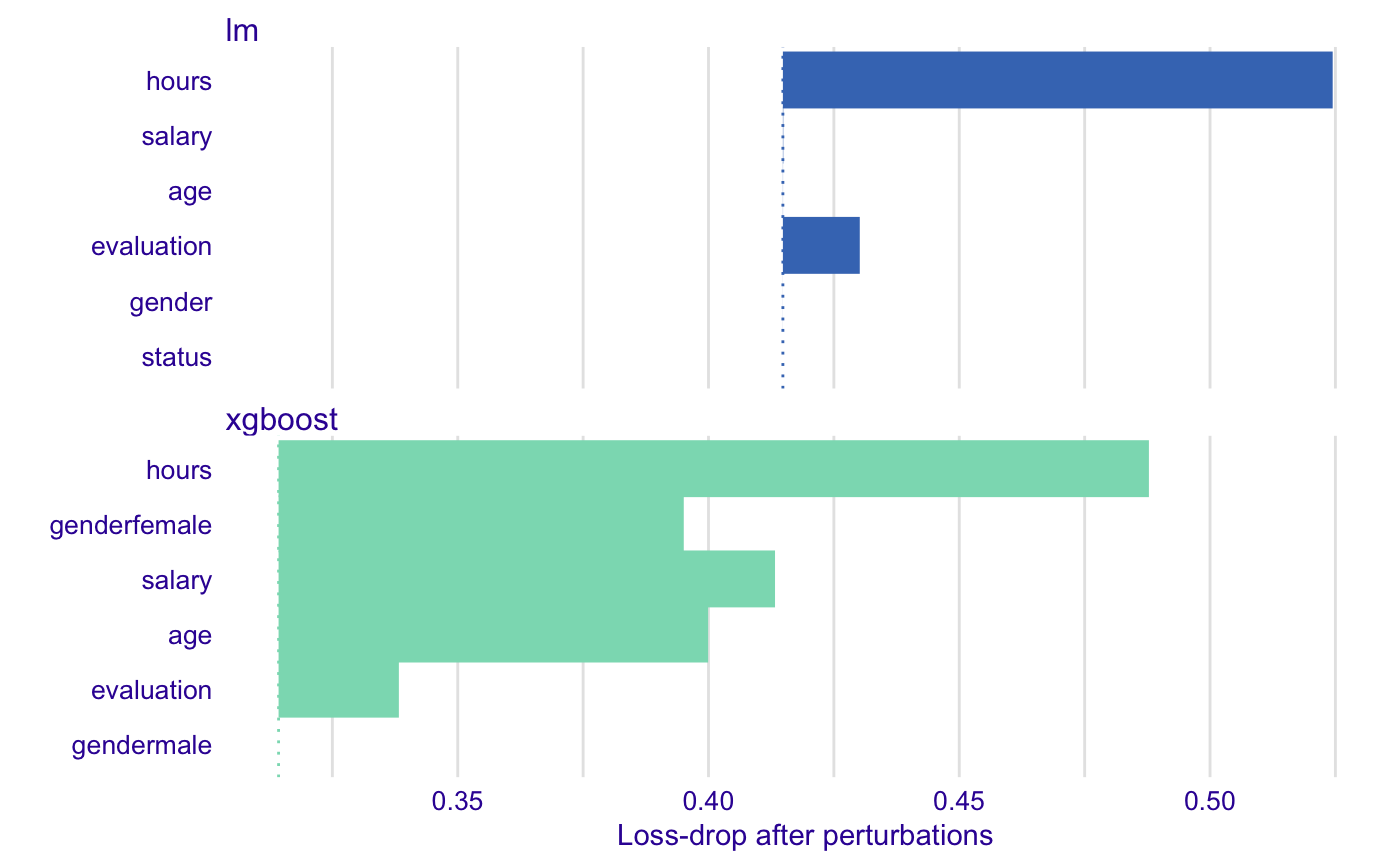 lm
hours
salary
age
evaluation
gender
status
xgboost
hours
genderfemale
salary
age
evaluation
gendermale
0.35 0.40 0.45 0.50
Loss-drop after perturbations